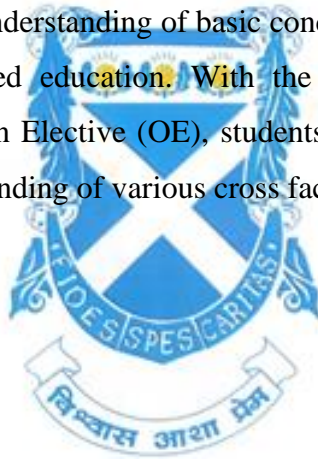 nderstanding of basic conc
ed education. With the
n Elective (OE), students
nding of various cross fac
FIDES SPES CARITAS
विश्वास आशा प्रेम